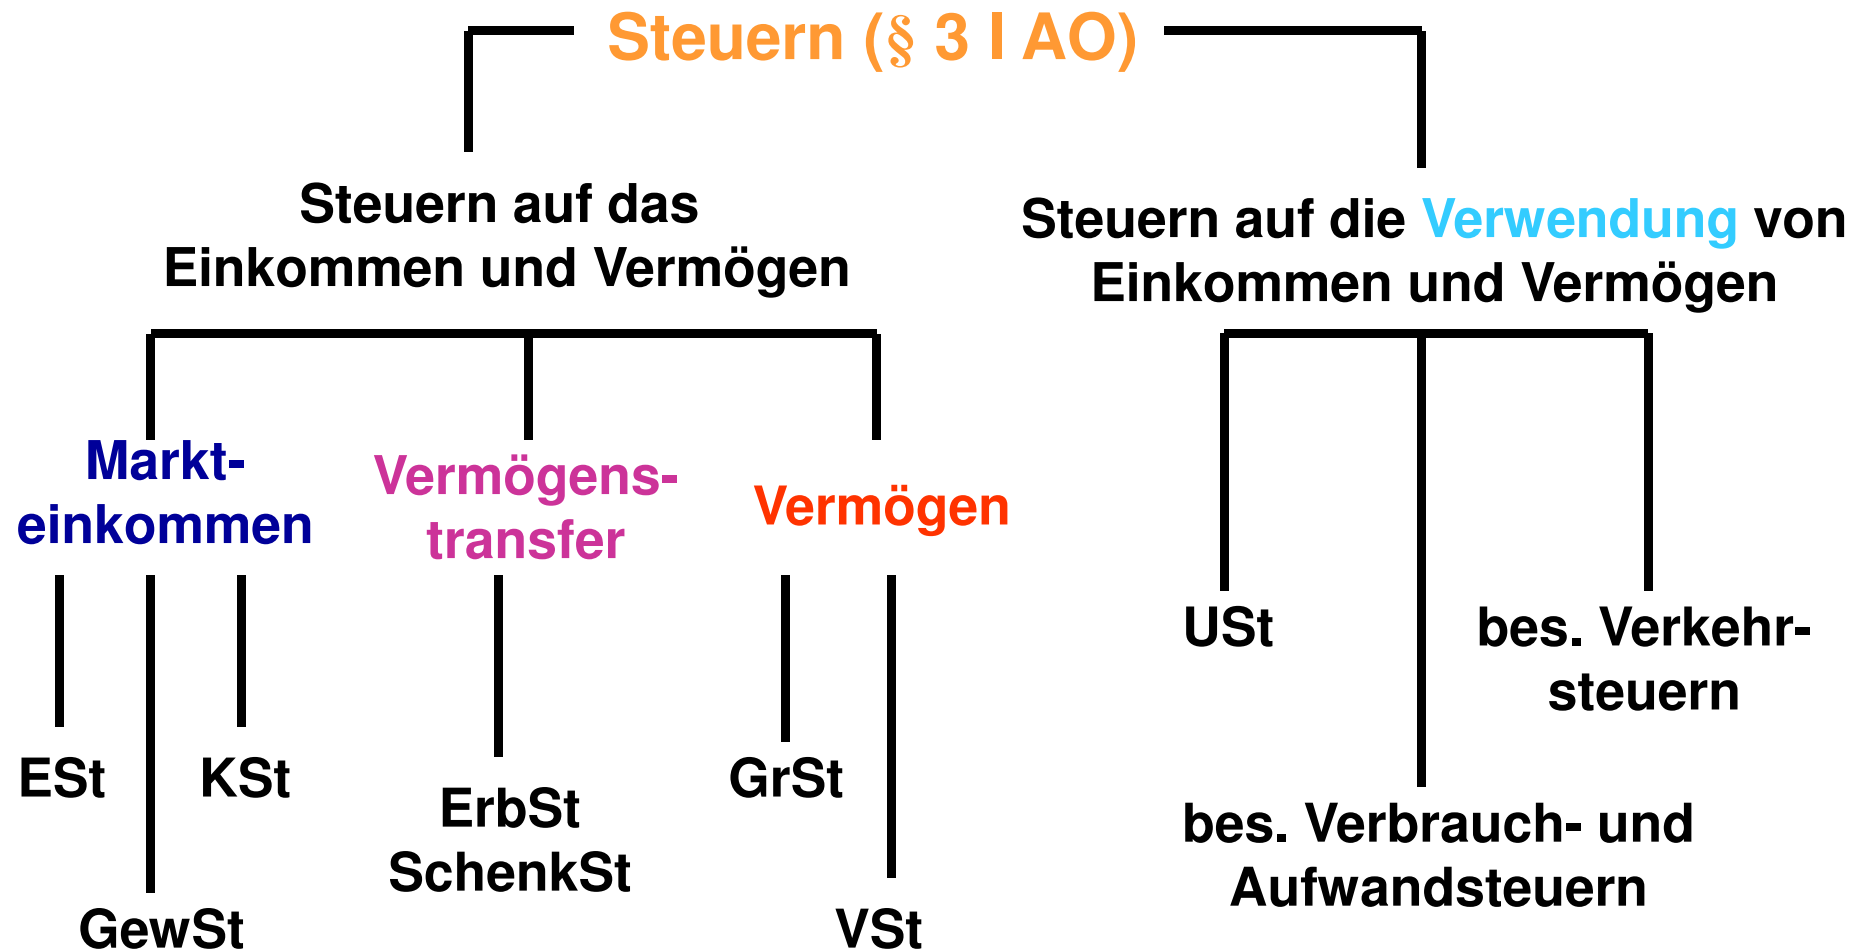 Steuern (§ 3 I AO)
Steuern auf das
Einkommen und Vermögen
Steuern auf die Verwendung von
Einkommen und Vermögen
Markt-
einkommen
Vermögens-
transfer
Vermögen
ESt
GewSt
KSt
ErbSt
SchenkSt
GrSt
VSt
USt
bes. Verbrauch- und
Aufwandsteuern
bes. Verkehr-
steuern